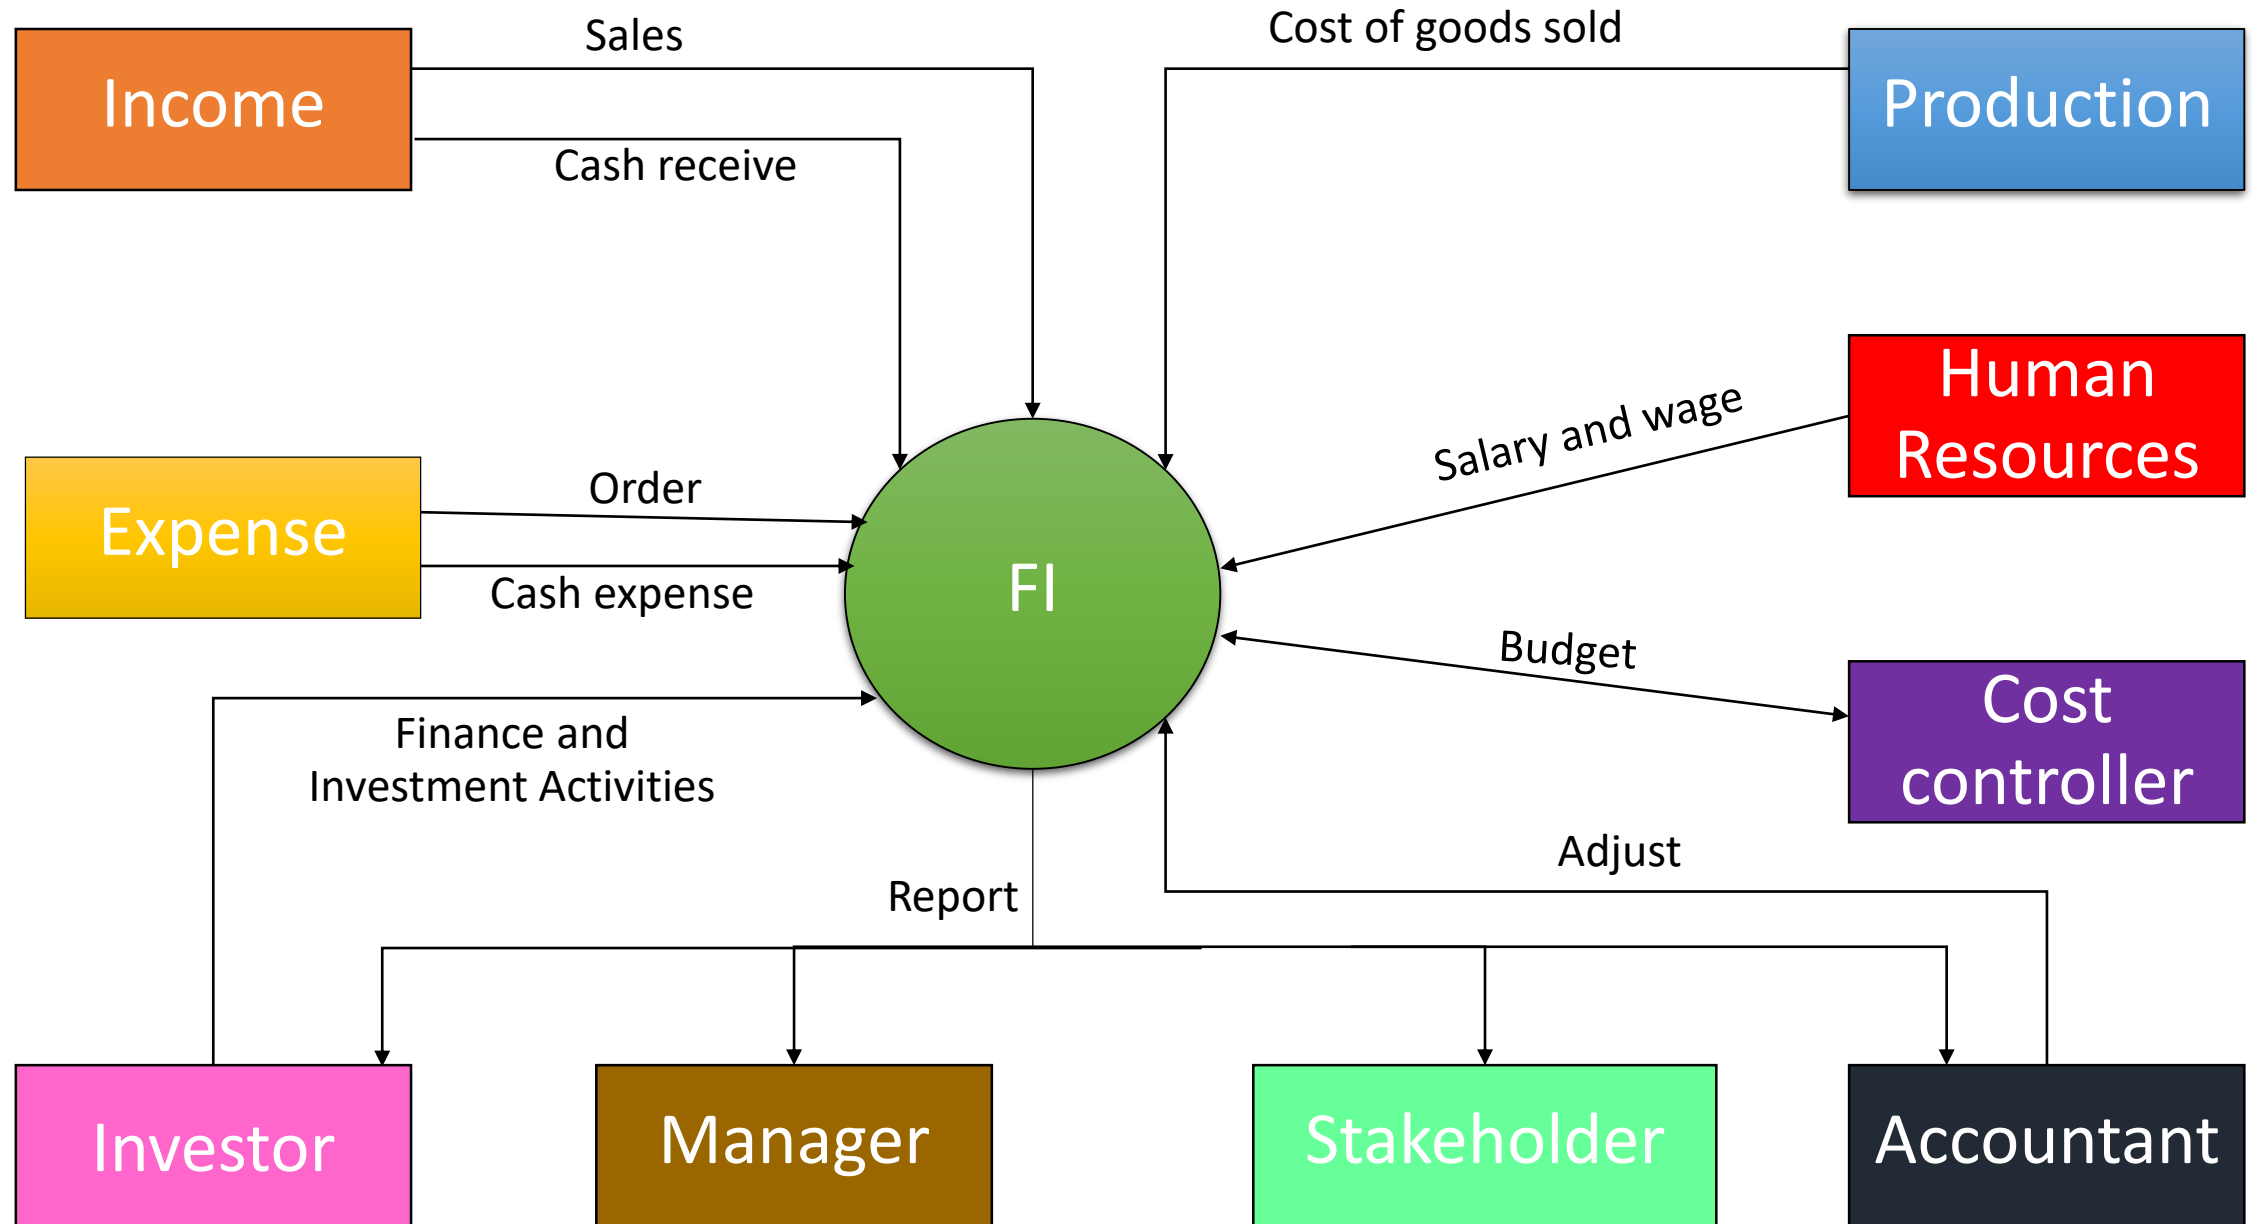 Sales
Cost of goods sold
Income
Production
Cash receive
Human
Resources
Salary and wage
Order
Expense
Cash expense
FI
Budget
Cost
controller
Finance and
Investment Activities
Adjust
Report
Investor
Manager
Stakeholder
Accountant